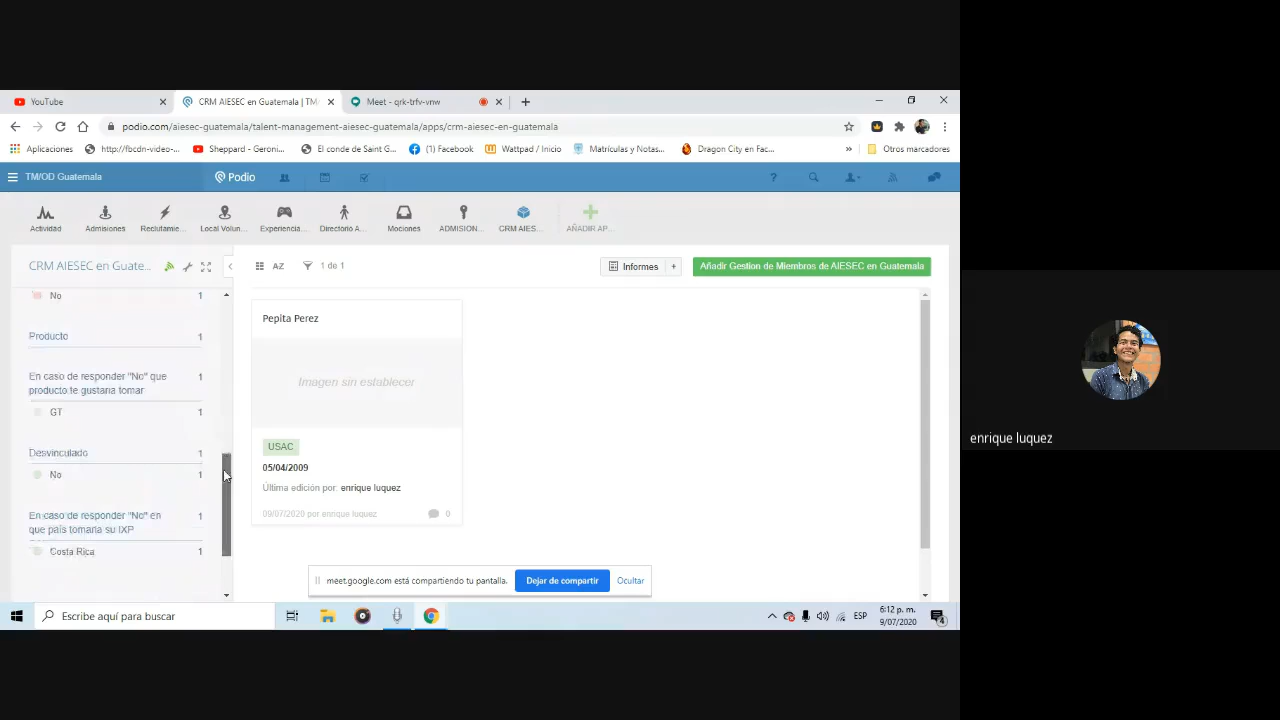 YouTube
CRM AIESEC en Guatemala | TM/
Meet - qrk-trfv-vnw
podio.com/aiesec-guatemala/talent-management-aiesec-guatemala/apps/crm-aiesec-en-guatemala
Aplicaciones
http://fbcdn-video-...
Sheppard - Geroni...
El conde de Saint G...
(1) Facebook
Wattpad / Inicio
Matrículas y Notas...
Dragon City en Fac...
»
Otros marcadores
TM/OD Guatemala
Podio
?
Actividad
Admisiones
Reclutamie...
Local Volun...
Experiencia...
Directorio A...
Mociones
ADMISION...
CRM AIES...
AÑADIR AP...
CRM AIESEC en Guate...
AZ
1 de 1
Informes +
Añadir Gestion de Miembros de AIESEC en Guatemala
No 1
Producto 1
En caso de responder "No" que 1
producto te gustaria tomar
GT 1
Desvinculado 1
No 1
En caso de responder "No" en 1
que país tomaria su IXP
Costa Rica 1
Pepita Perez
Imagen sin establecer
USAC
05/04/2009
Última edición por: enrique luquez
09/07/2020 por enrique luquez
0
meet.google.com está compartiendo tu pantalla.
Dejar de compartir
Ocultar
Escribe aquí para buscar
ESP
6:12 p. m.
9/07/2020
4
enrique luquez